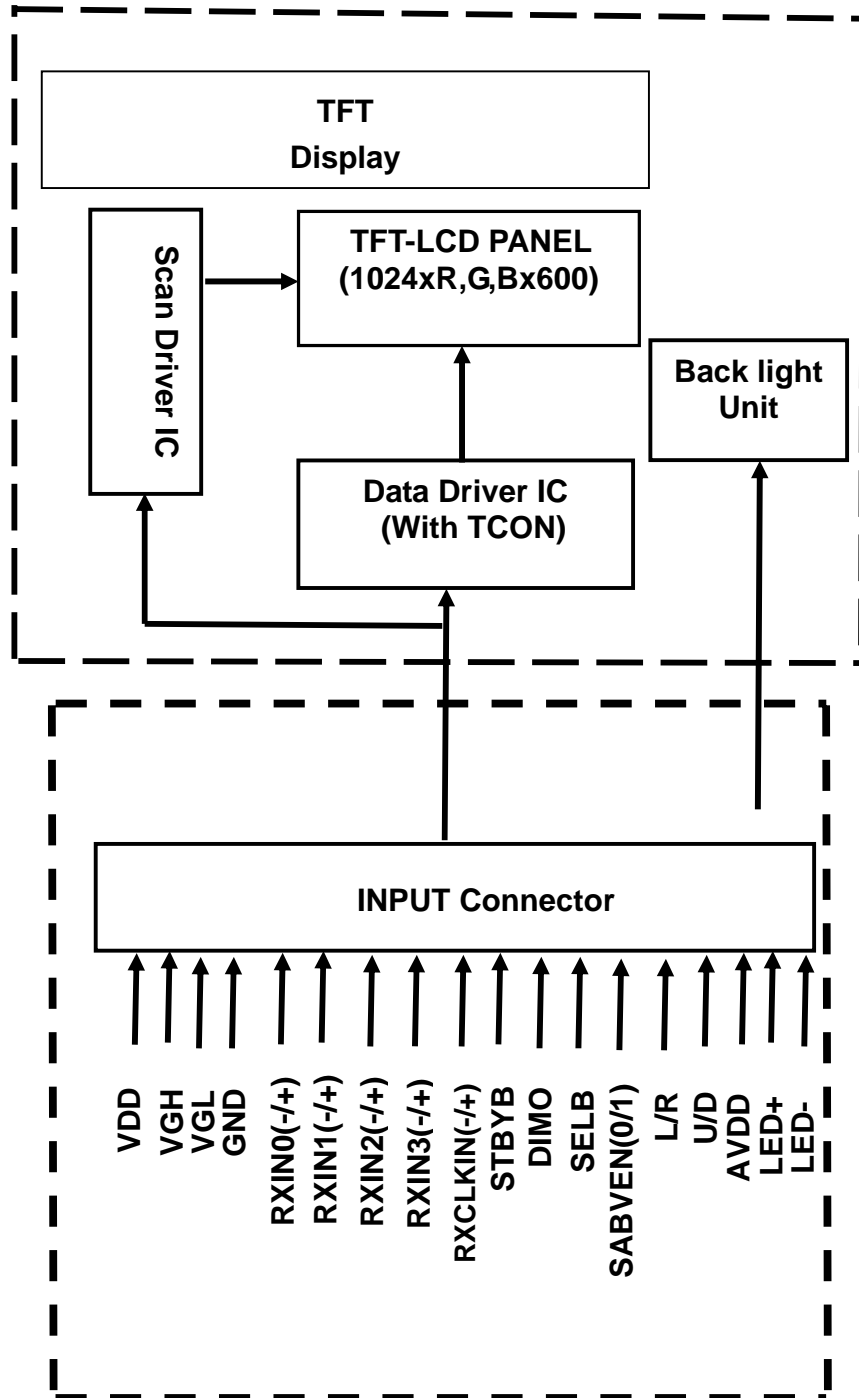 TFT
Display
Scan Driver IC
TFT-LCD PANEL
(1024xR,G,Bx600)
Back light
Unit
Data Driver IC
(With TCON)
INPUT Connector
VDD
VGH
VGL
GND
RXIN0(-/+)
RXIN1(-/+)
RXIN2(-/+)
RXIN3(-/+)
RXCLKIN(-/+)
STBYB
DIMO
SELB
SABVEN(0/1)
L/R
U/D
AVDD
LED+
LED-